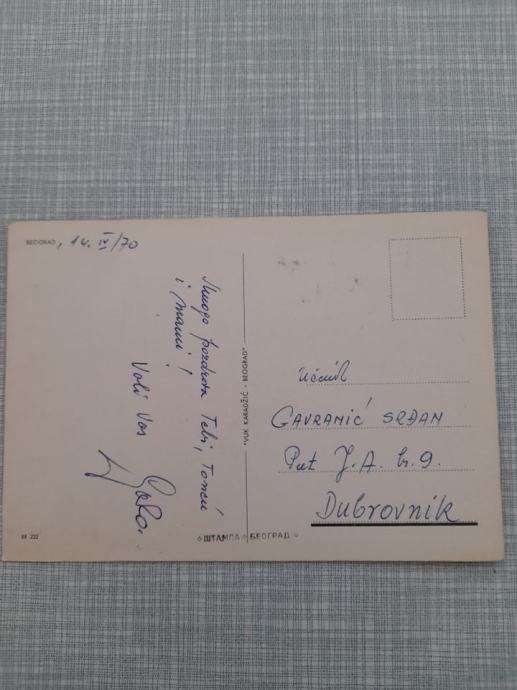 BEOGRAD, 14. IV/70
Mnogo pozdrava Tebi, Tonči
i mami!
Voli Vas
"VUK KARADŽIĆ - BEOGRAD"
Učenik
GAVRANIĆ SRĐAN
Put J.A. br. 9.
Dubrovnik
ШТАМПА БЕОГРАД